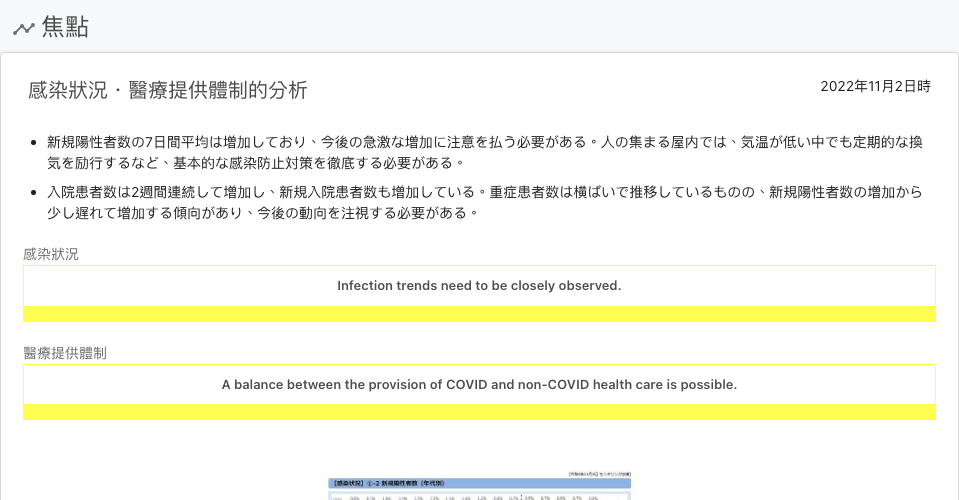 焦點
感染狀況・醫療提供體制的分析
2022年11月2日時
新規陽性者数の7日間平均は増加しており、今後の急激な増加に注意を払う必要がある。人の集まる屋内では、気温が低い中でも定期的な換
気を励行するなど、基本的な感染防止対策を徹底する必要がある。
入院患者数は2週間連続して増加し、新規入院患者数も増加している。重症患者数は横ばいで推移しているものの、新規陽性者数の増加から
少し遅れて増加する傾向があり、今後の動向を注視する必要がある。
感染狀況
Infection trends need to be closely observed.
醫療提供體制
A balance between the provision of COVID and non-COVID health care is possible.
【感染状況】①-2 新規陽性者数（年代別）